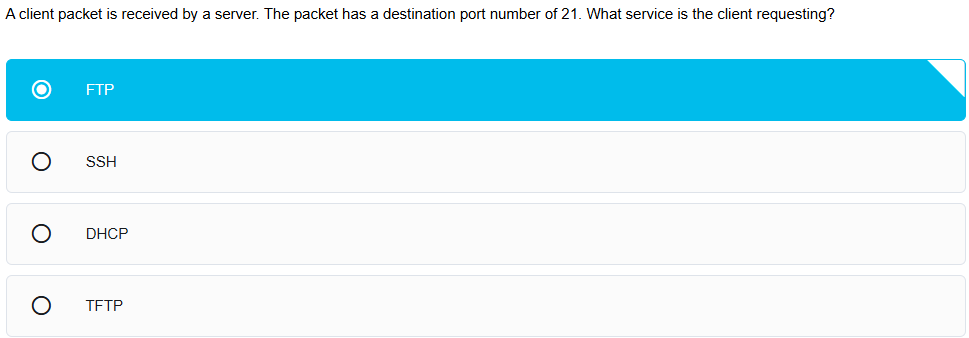 A client packet is received by a server. The packet has a destination port number of 21. What service is the client requesting?
FTP
SSH
DHCP
TFTP